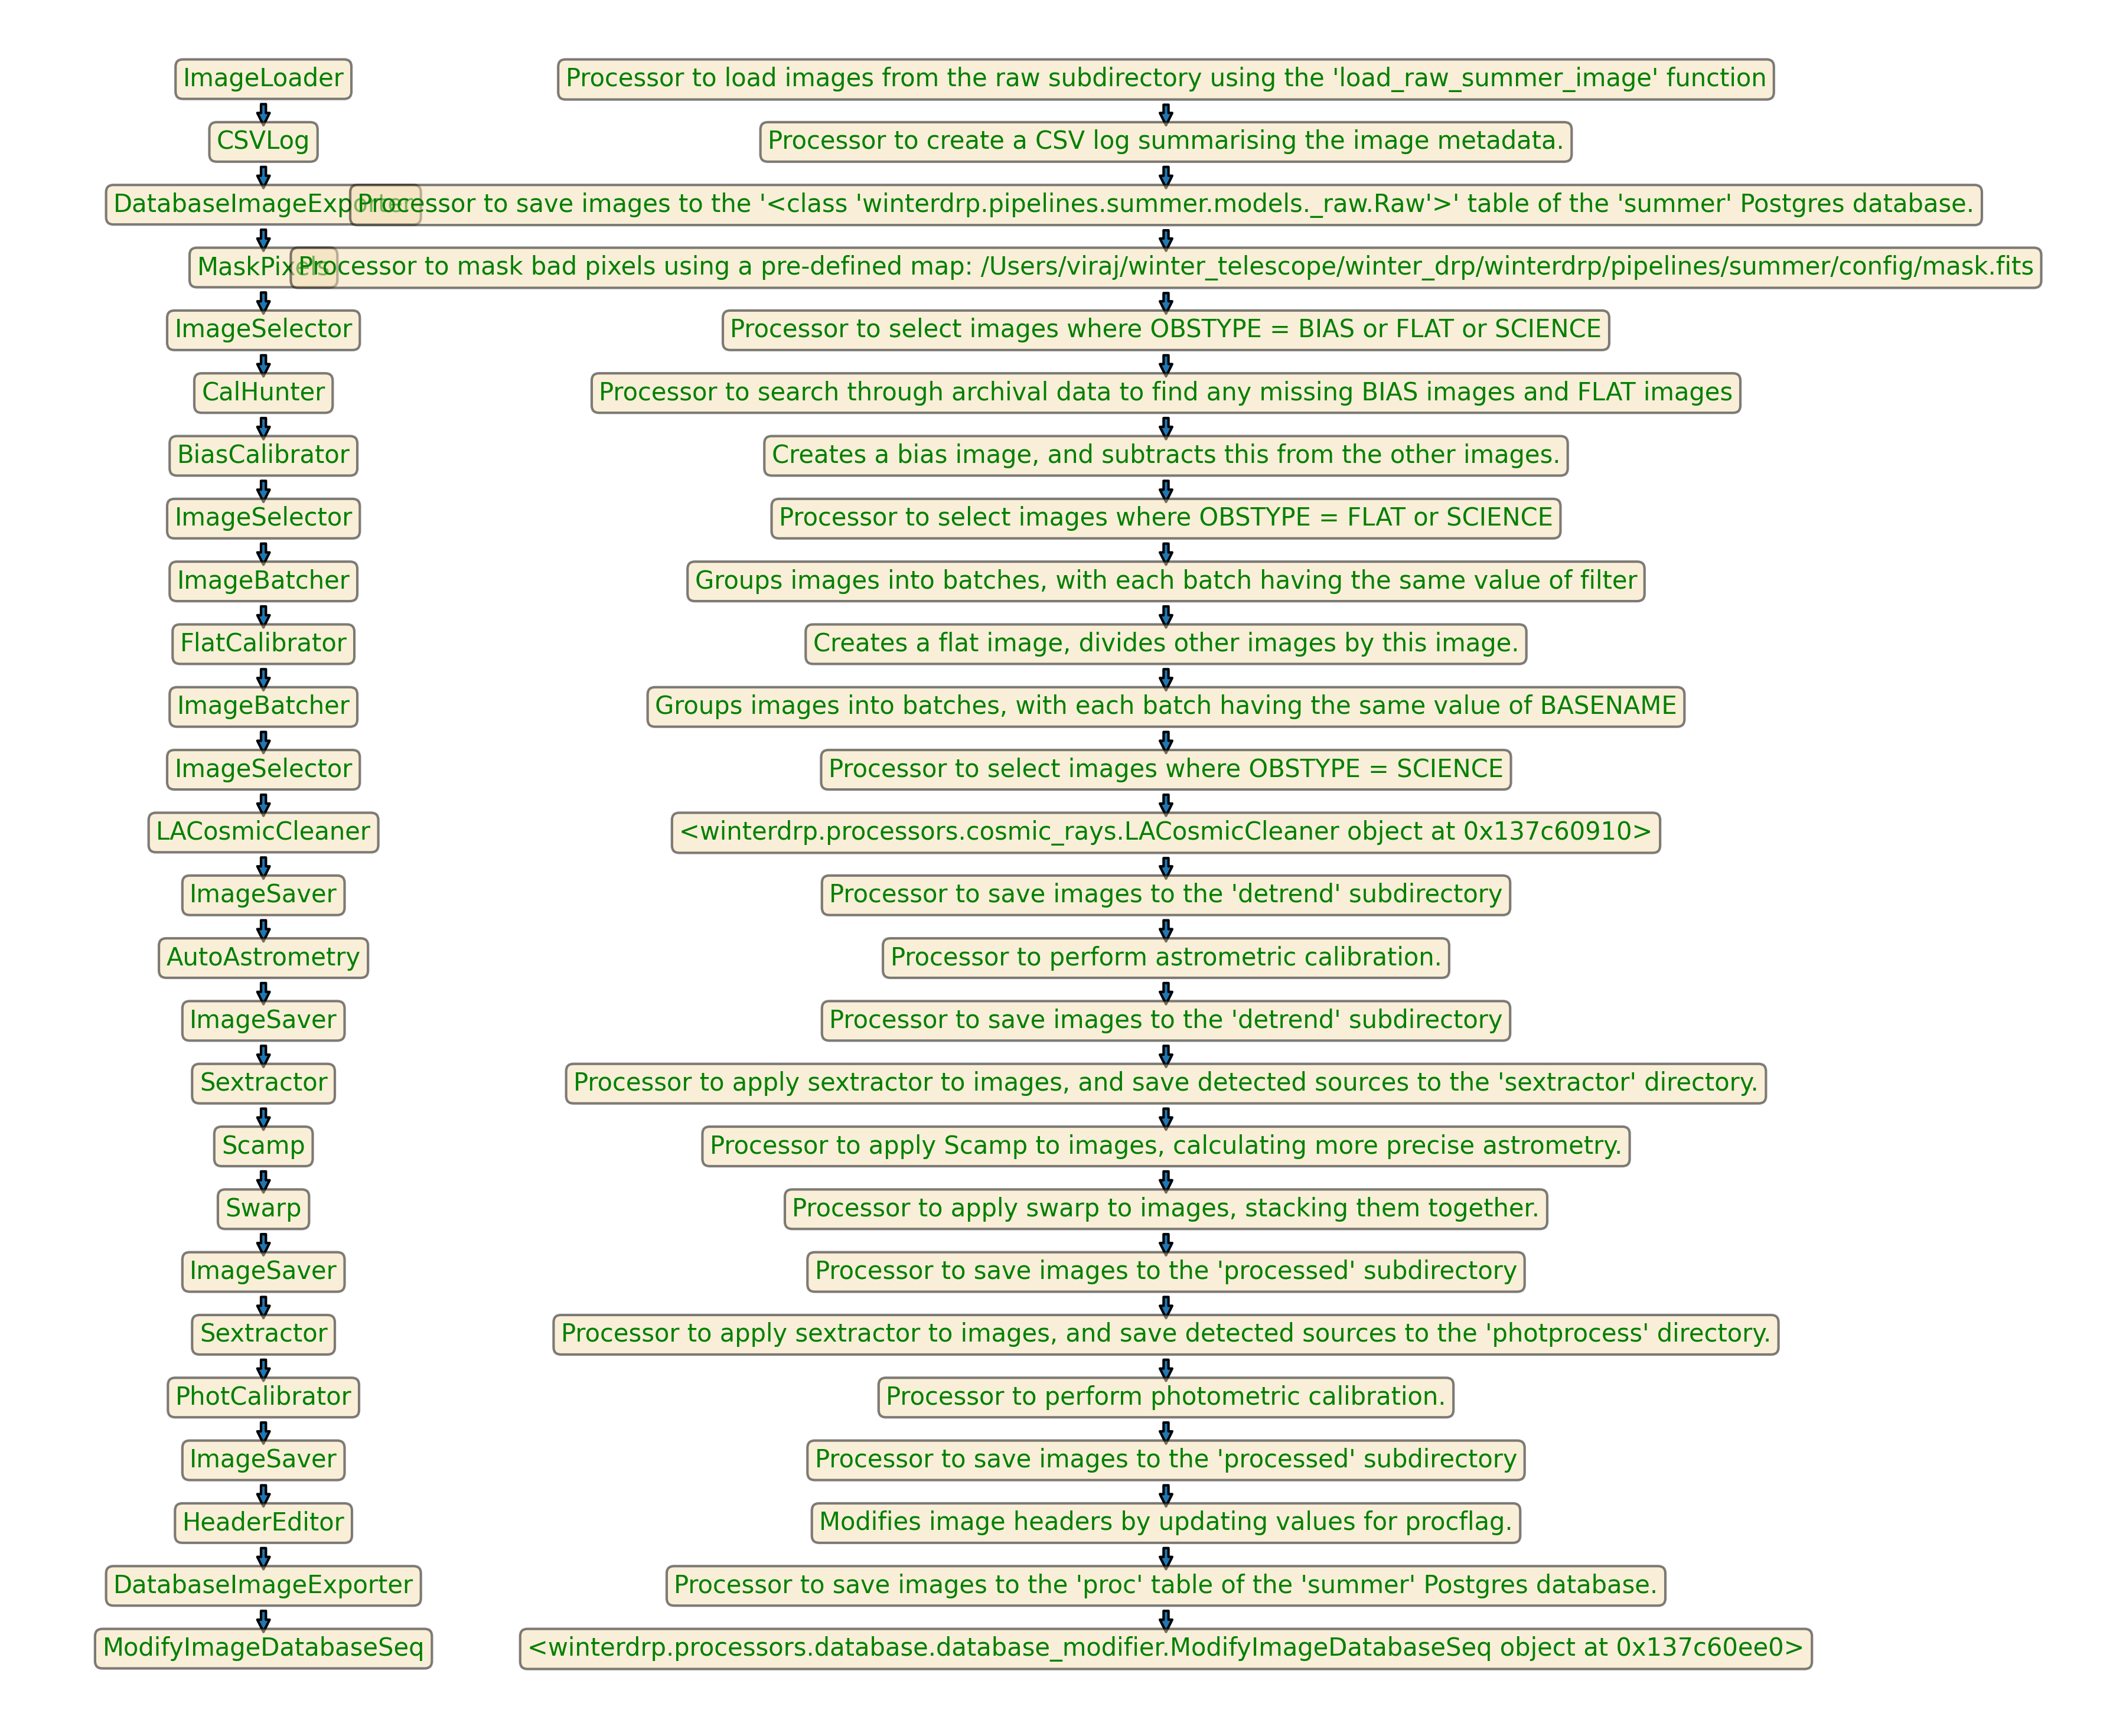 ImageLoader Processor to load images from the raw subdirectory using the 'load_raw_summer_image' function
CSVLog Processor to create a CSV log summarising the image metadata.
DatabaseImageExporter Processor to save images to the '<class 'winterdrp.pipelines.summer.models._raw.Raw'>' table of the 'summer' Postgres database.
MaskPixels Processor to mask bad pixels using a pre-defined map: /Users/viraj/winter_telescope/winter_drp/winterdrp/pipelines/summer/config/mask.fits
ImageSelector Processor to select images where OBSTYPE = BIAS or FLAT or SCIENCE
CalHunter Processor to search through archival data to find any missing BIAS images and FLAT images
BiasCalibrator Creates a bias image, and subtracts this from the other images.
ImageSelector Processor to select images where OBSTYPE = FLAT or SCIENCE
ImageBatcher Groups images into batches, with each batch having the same value of filter
FlatCalibrator Creates a flat image, divides other images by this image.
ImageBatcher Groups images into batches, with each batch having the same value of BASENAME
ImageSelector Processor to select images where OBSTYPE = SCIENCE
LACosmicCleaner <winterdrp.processors.cosmic_rays.LACosmicCleaner object at 0x137c60910>
ImageSaver Processor to save images to the 'detrend' subdirectory
AutoAstrometry Processor to perform astrometric calibration.
ImageSaver Processor to save images to the 'detrend' subdirectory
Sextractor Processor to apply sextractor to images, and save detected sources to the 'sextractor' directory.
Scamp Processor to apply Scamp to images, calculating more precise astrometry.
Swarp Processor to apply swarp to images, stacking them together.
ImageSaver Processor to save images to the 'processed' subdirectory
Sextractor Processor to apply sextractor to images, and save detected sources to the 'photprocess' directory.
PhotCalibrator Processor to perform photometric calibration.
ImageSaver Processor to save images to the 'processed' subdirectory
HeaderEditor Modifies image headers by updating values for procflag.
DatabaseImageExporter Processor to save images to the 'proc' table of the 'summer' Postgres database.
ModifyImageDatabaseSeq <winterdrp.processors.database.database_modifier.ModifyImageDatabaseSeq object at 0x137c60ee0>